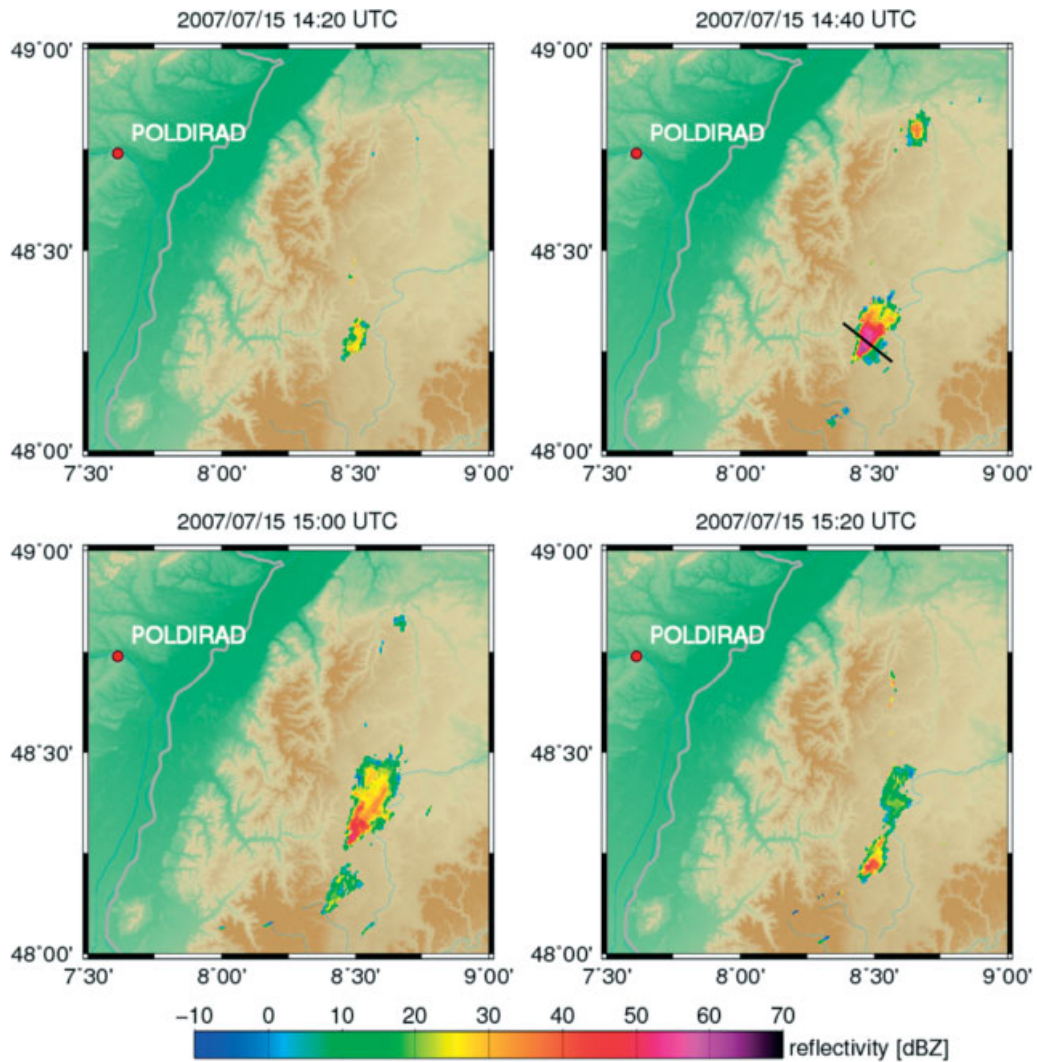 2007/07/15 14:20 UTC
2007/07/15 14:40 UTC
49°00'
49°00'
POLDIRAD
POLDIRAD
48°30'
48°30'
48°00'
48°00'
7°30' 8°00' 8°30' 9°00'
7°30' 8°00' 8°30' 9°00'
2007/07/15 15:00 UTC
2007/07/15 15:20 UTC
49°00'
49°00'
POLDIRAD
POLDIRAD
48°30'
48°30'
48°00'
48°00'
7°30' 8°00' 8°30' 9°00'
7°30' 8°00' 8°30' 9°00'
−10 0 10 20 30 40 50 60 70
reflectivity [dBZ]